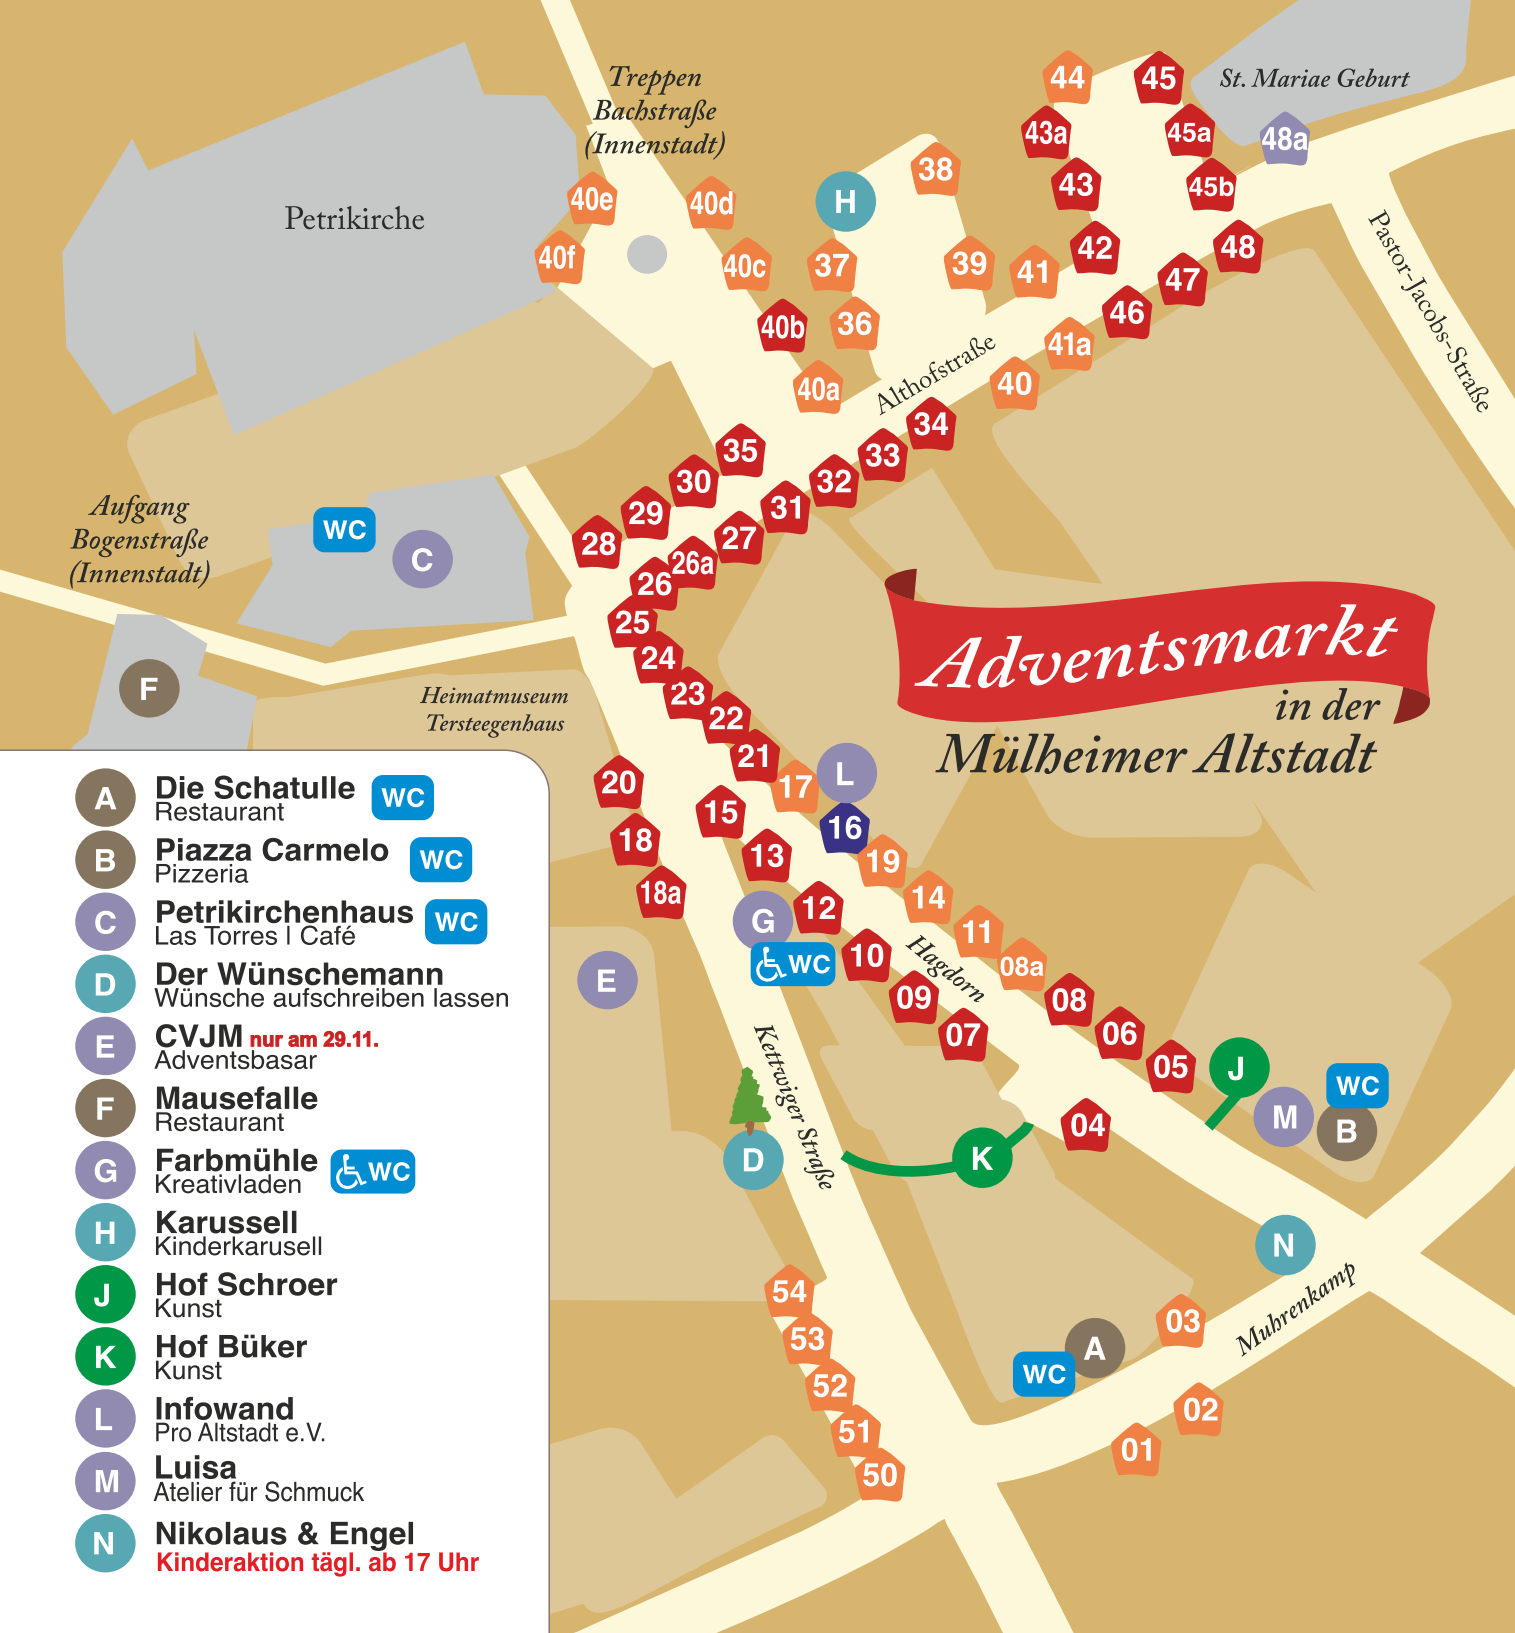 Treppen
Bachstraße
(Innenstadt)
Petrikirche
St. Mariae Geburt
44
45
43a
45a
48a
38
H
43
45b
40e
40d
40f
40c
37
39
41
42
47
48
40b
36
46
41a
40a
Althofstraße
40
Pastor-Jacobs-Straße
34
33
32
31
35
30
29
28
27
26a
26
25
24
23
22
21
Aufgang
Bogenstraße
(Innenstadt)
WC
C
F
Heimatmuseum
Tersteegenhaus
Adventsmarkt
in der
Mülheimer Altstadt
20
18
18a
15
13
12
17
L
16
19
14
11
08a
G
WC
10
09
07
Hagdorn
08
06
05
E
Kettwiger Straße
J
WC
M
B
04
K
D
N
Muhrenkamp
54
53
52
51
50
WC
A
03
02
01
A
Die Schatulle
WC
Restaurant
B
Piazza Carmelo
WC
Pizzeria
C
Petrikirchenhaus
WC
Las Torres | Café
D
Der Wünschemann
Wünsche aufschreiben lassen
E
CVJM nur am 29.11.
Adventsbasar
F
Mausefalle
Restaurant
G
Farbmühle
WC
Kreativladen
H
Karussell
Kinderkarusell
J
Hof Schroer
Kunst
K
Hof Büker
Kunst
L
Infowand
Pro Altstadt e.V.
M
Luisa
Atelier für Schmuck
N
Nikolaus & Engel
Kinderaktion tägl. ab 17 Uhr